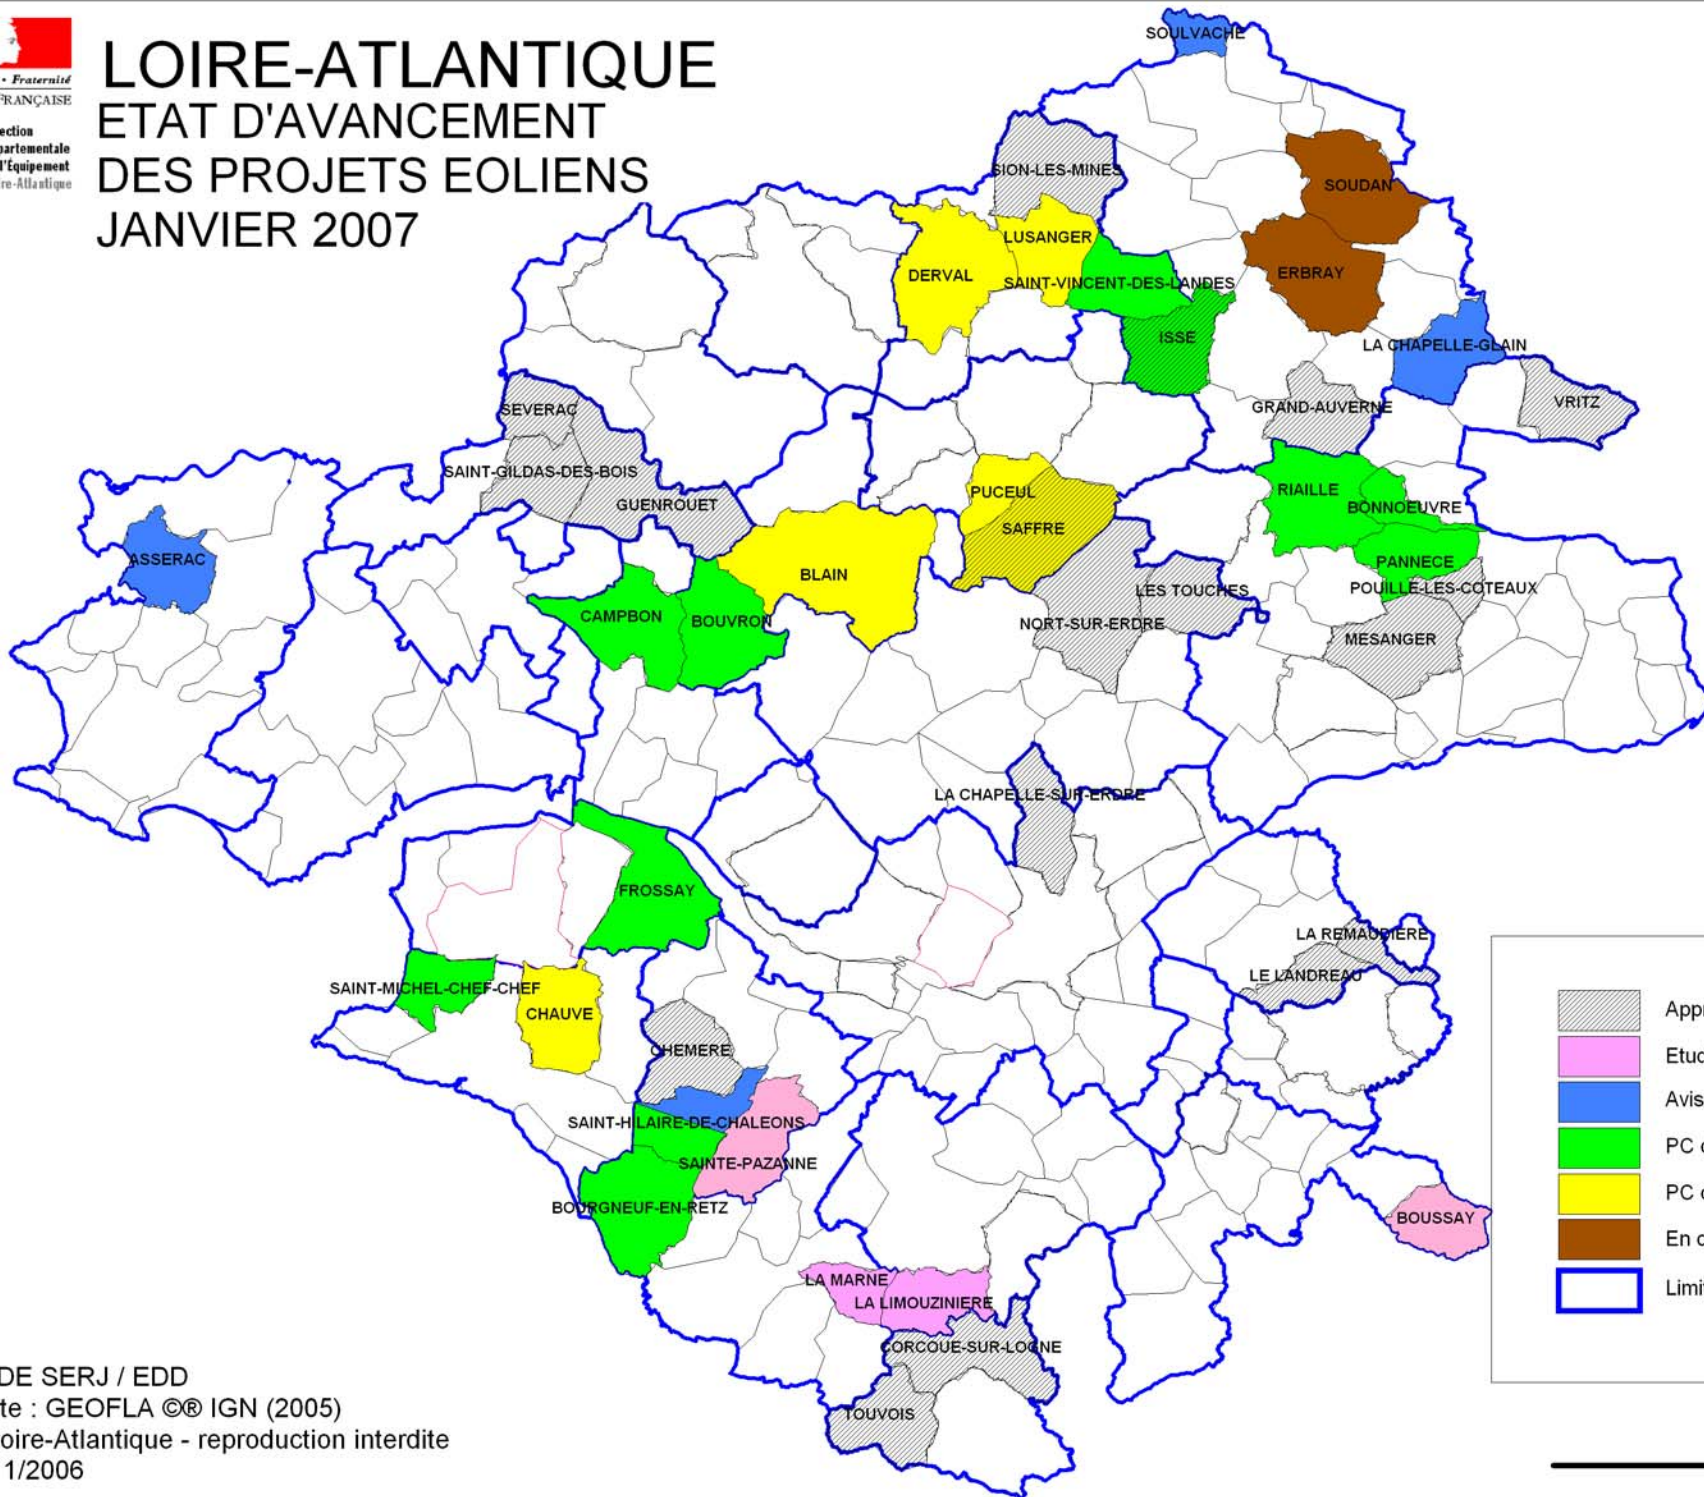 • Fraternité
FRANÇAISE
LOIRE-ATLANTIQUE
ETAT D'AVANCEMENT
DES PROJETS EOLIENS
JANVIER 2007
SOULVACHE
SION-LES-MINES
SOUDAN
LUSANGER
DERVAL
ERBRAY
SAINT-VINCENT-DES-LANDES
ISSE
LA CHAPELLE-GLAIN
VRITZ
GRAND-AUVERNE
SEVERAC
SAINT-GILDAS-DES-BOIS
GUENROUET
PUCEUL
RIAILLE
BONNOEUVRE
SAFFRE
ASSERAC
BLAIN
PANNECE
POUILLE-LES-COTEAUX
LES TOUCHES
CAMPBON
BOUVRON
NORT-SUR-ERDRE
MESANGER
LA CHAPELLE-SUR-ERDRE
FROSSAY
LA REMAUDIERE
LE LANDREAU
SAINT-MICHEL-CHEF-CHEF
CHAUVE
CHEMERE
SAINT-HILAIRE-DE-CHALEONS
SAINTE-PAZANNE
BOURGNEUF-EN-RETZ
BOUSSAY
LA MARNE
LA LIMOUZINIERE
CORCOUE-SUR-LOGNE
TOUVOIS
Avis
PC
PC
En
DE SERJ / EDD
te : GEOFLA ©® IGN (2005)
oire-Atlantique - reproduction interdite
1/2006